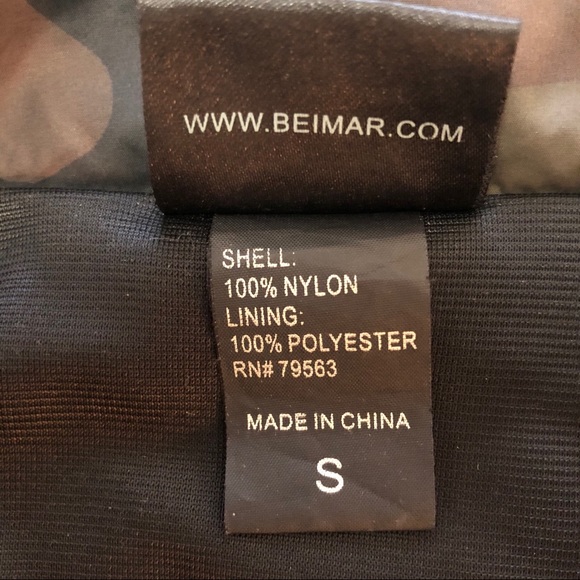 WWW.BEIMAR.COM
SHELL:
100% NYLON
LINING:
100% POLYESTER
RN# 79563
MADE IN CHINA
S